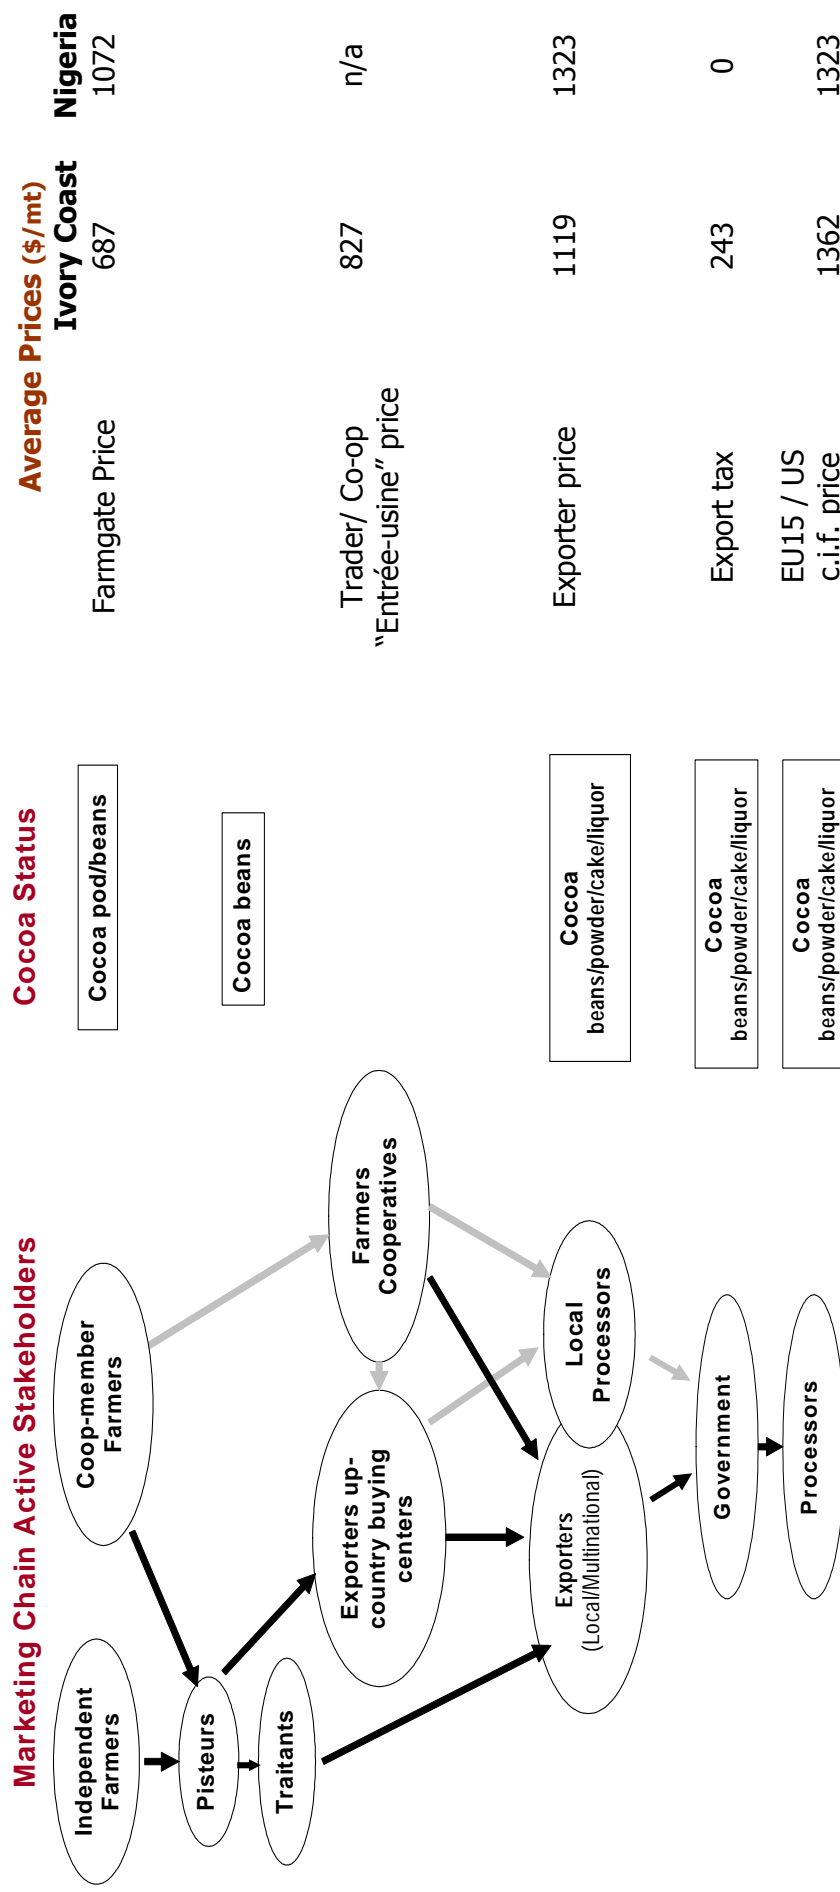 Marketing Chain Active Stakeholders
Cocoa Status
Average Prices ($/mt)
Ivory Coast
Nigeria
Independent
Farmers
Coop-member
Farmers
Cocoa pod/beans
Farmgate Price
687
1072
Pisteurs
Cocoa beans
Traitants
Exporters up-
country buying
centers
Farmers
Cooperatives
Trader/ Co-op
“Entrée-usine” price
827
n/a
Exporters
(Local/Multinational)
Local
Processors
Cocoa
beans/powder/cake/liquor
Exporter price
1119
1323
Government
Cocoa
beans/powder/cake/liquor
Export tax
243
0
Processors
Cocoa
beans/powder/cake/liquor
EU15 / US
c.i.f. price
1362
1323